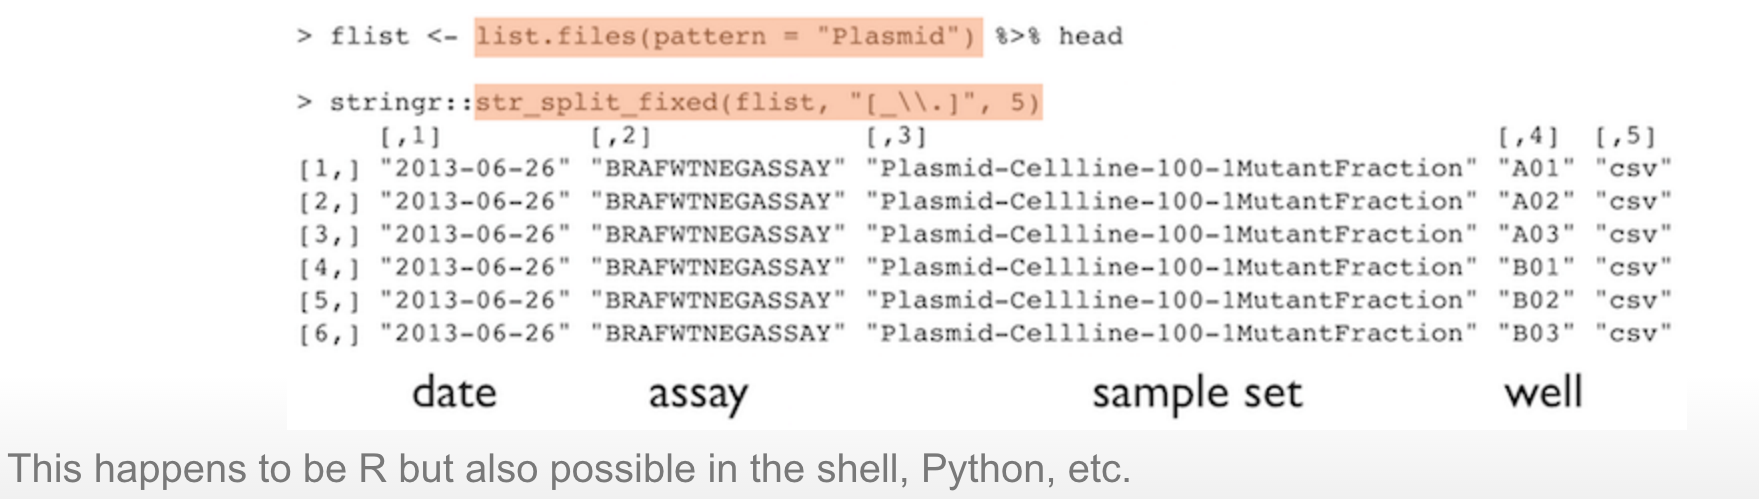 > flist <- list.files(pattern = "Plasmid") %>% head
> stringr::str_split_fixed(flist, "[_\\.]", 5)
[,1] [,2] [,3] [,4] [,5]
[1,] "2013-06-26" "BRAFWTNEGASSAY" "Plasmid-Cellline-100-1MutantFraction" "A01" "csv"
[2,] "2013-06-26" "BRAFWTNEGASSAY" "Plasmid-Cellline-100-1MutantFraction" "A02" "csv"
[3,] "2013-06-26" "BRAFWTNEGASSAY" "Plasmid-Cellline-100-1MutantFraction" "A03" "csv"
[4,] "2013-06-26" "BRAFWTNEGASSAY" "Plasmid-Cellline-100-1MutantFraction" "B01" "csv"
[5,] "2013-06-26" "BRAFWTNEGASSAY" "Plasmid-Cellline-100-1MutantFraction" "B02" "csv"
[6,] "2013-06-26" "BRAFWTNEGASSAY" "Plasmid-Cellline-100-1MutantFraction" "B03" "csv"
date assay sample set well
This happens to be R but also possible in the shell, Python, etc.